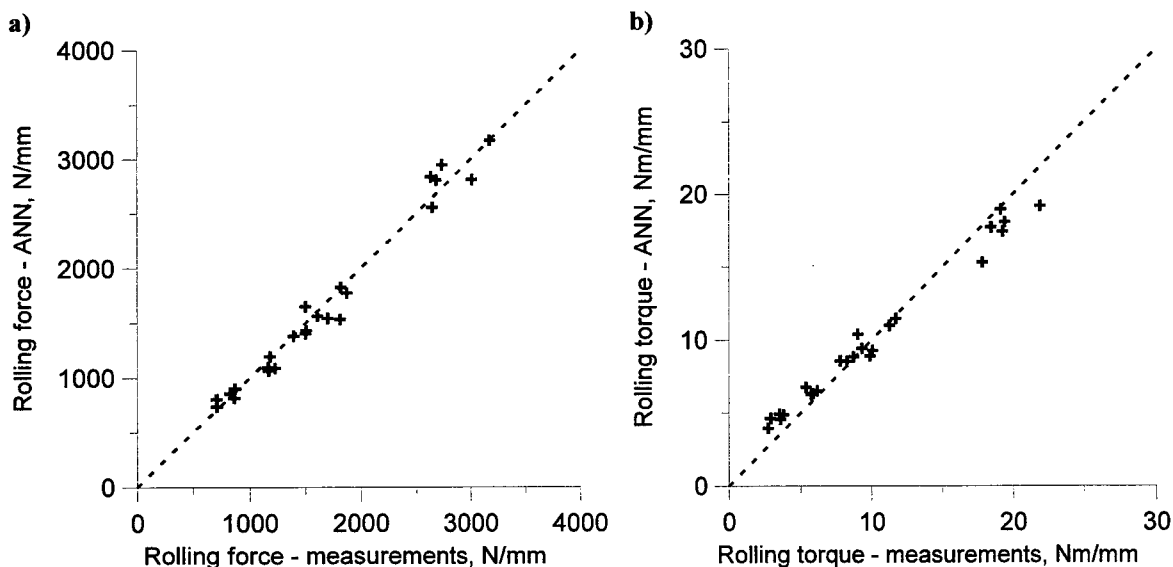 a)
4000
3000
2000
1000
0
0 1000 2000 3000 4000
Rolling force - ANN, N/mm
Rolling force - measurements, N/mm
b)
30
20
10
0
0 10 20 30
Rolling torque - ANN, Nm/mm
Rolling torque - measurements, Nm/mm